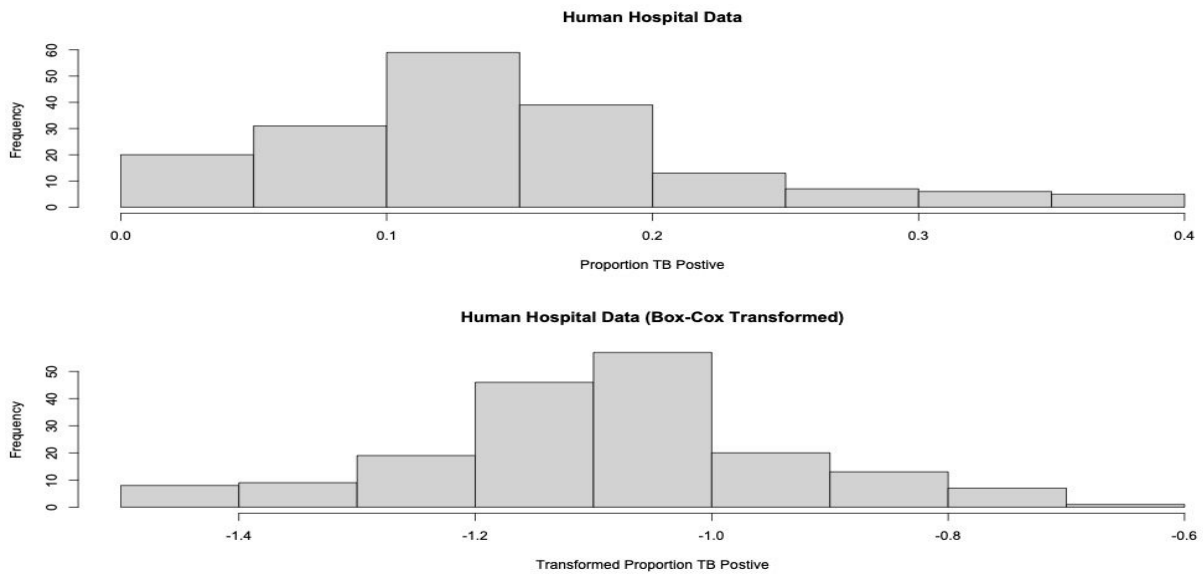 Human Hospital Data
Frequency
60
50
40
30
20
10
0
0.0 0.1 0.2 0.3 0.4
Proportion TB Postive
Human Hospital Data (Box-Cox Transformed)
Frequency
50
40
30
20
10
0
-1.4 -1.2 -1.0 -0.8 -0.6
Transformed Proportion TB Postive